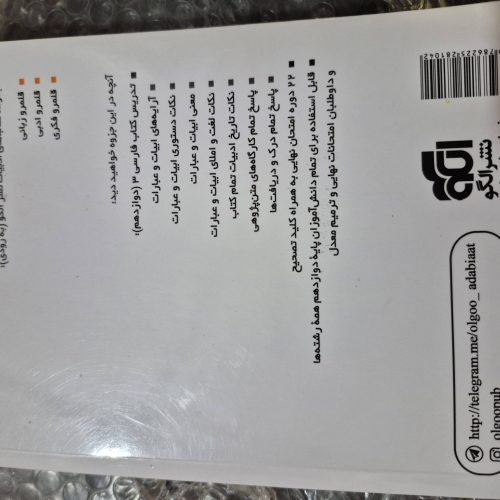 آنچه در این جزوه خواهید دید:
■ تدریس کتاب فارسی ۳ (دوازدهم):
■ آرایه‌های ابیات و عبارات
■ نکات دستوری ابیات و عبارات
■ معنی ابیات و عبارات
■ نکات لغت و املای ابیات و عبارات
■ نکات تاریخ ادبیات تمام کتاب
■ پاسخ تمام کارگاه‌های متن‌پژوهی
■ پاسخ تمام درک و دریافت‌ها
■ ۲۲ دوره امتحان نهایی به همراه کلید تصحیح
■ قابل استفاده برای تمام دانش‌آموزان پایهٔ دوازدهم همهٔ رشته‌ها
و داوطلبان امتحانات نهایی و ترمیم معدل
■ قلمرو زبانی
■ قلمرو ادبی
■ قلمرو فکری
الگو
نشر الگو
http://telegram.me/olgoo_adabiaat
olgoopub